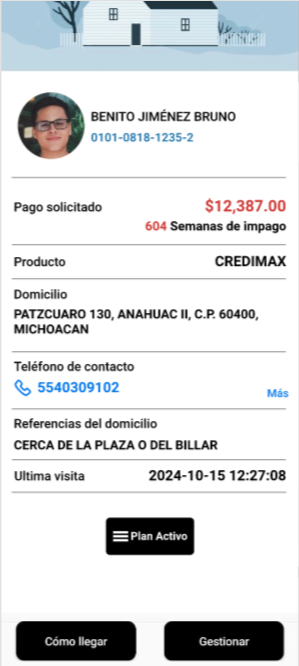 BENITO JIMÉNEZ BRUNO
0101-0818-1235-2
Pago solicitado
$12,387.00
604 Semanas de impago
Producto
CREDIMAX
Domicilio
PATZCUARO 130, ANAHUAC II, C.P. 60400,
MICHOACAN
Teléfono de contacto
5540309102
Más
Referencias del domicilio
CERCA DE LA PLAZA O DEL BILLAR
Ultima visita
2024-10-15 12:27:08
Plan Activo
Cómo llegar
Gestionar